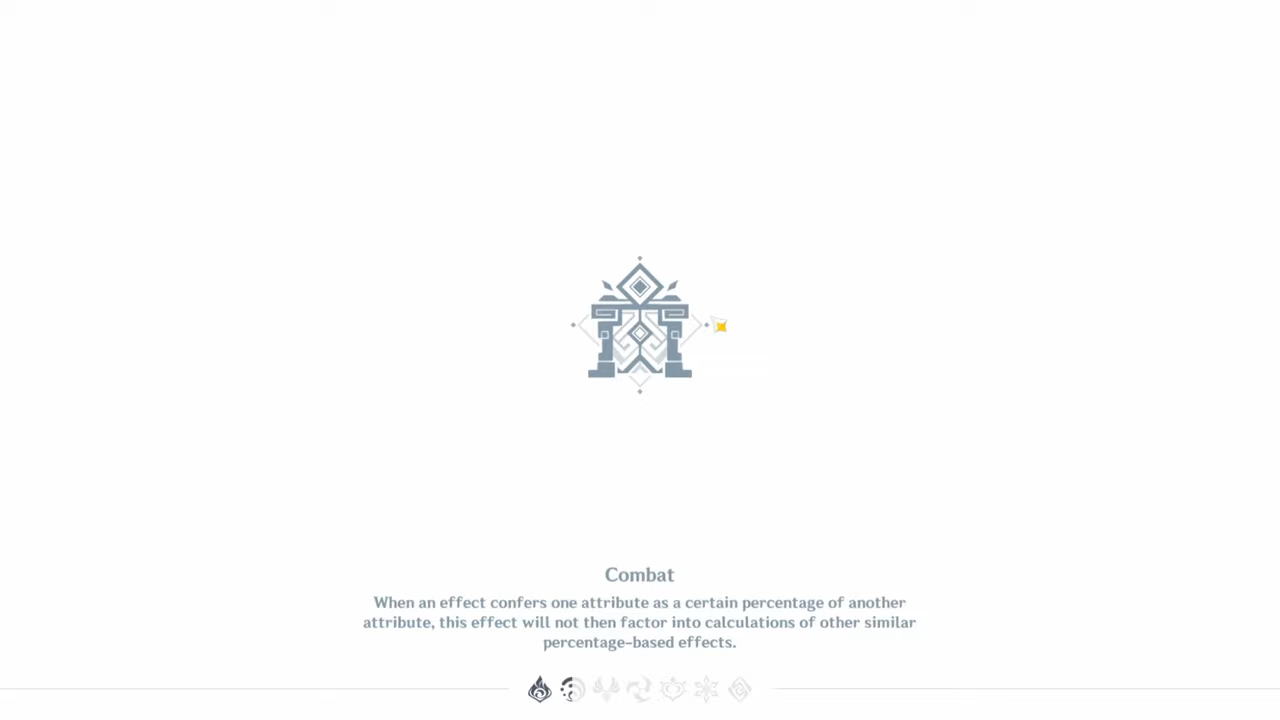 Combat
When an effect confers one attribute as a certain percentage of another
attribute, this effect will not then factor into calculations of other similar
percentage-based effects.